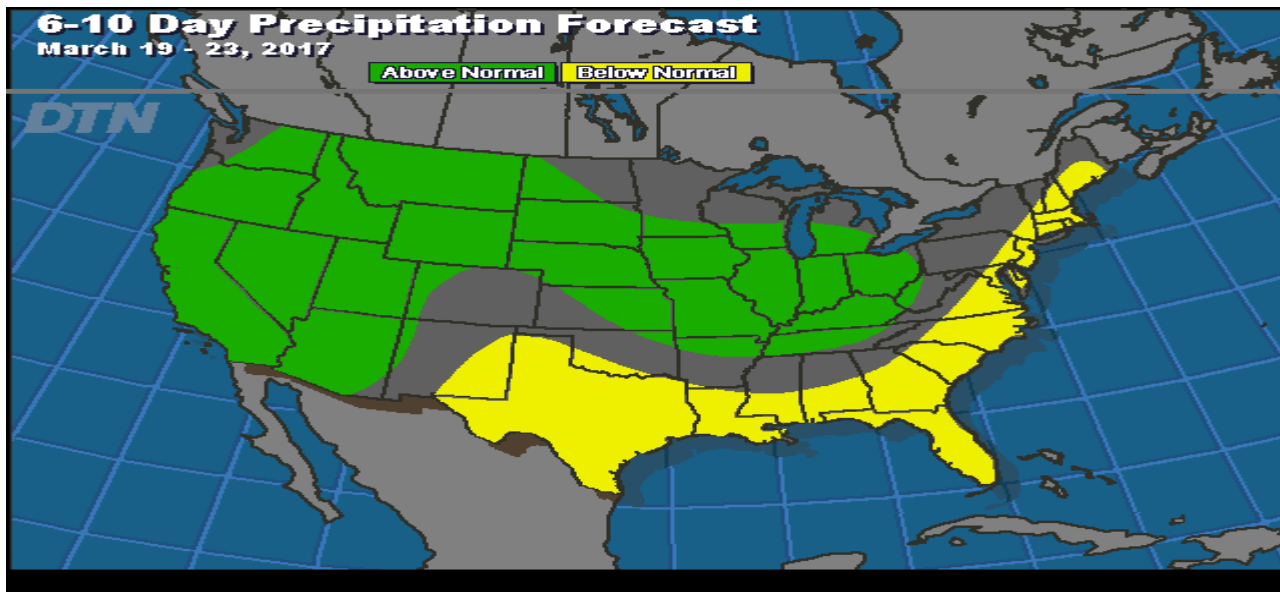 6-10 Day Precipitation Forecast
March 19 - 23, 2017
Above Normal Below Normal
DTN